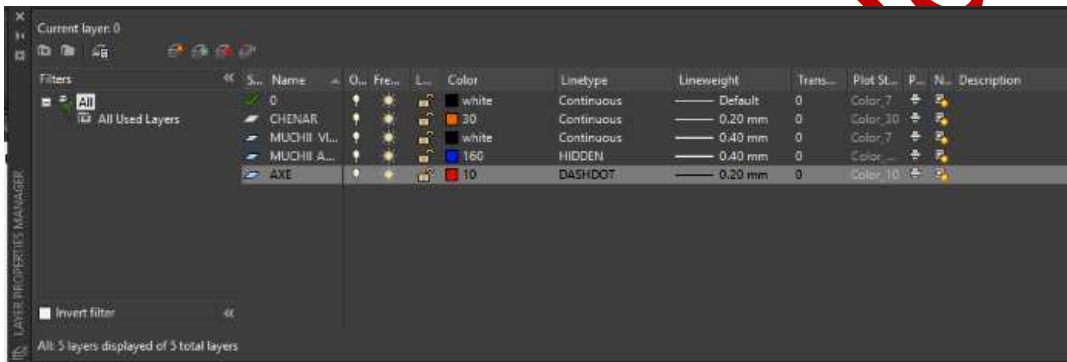 Current layer: 0
Filters
S... Name O... Fre... L... Color Linetype Lineweight Trans... Plot St... P... N... Description
All
All Used Layers
0 white Continuous Default 0 Color_7
CHENAR 30 Continuous 0.20 mm 0 Color_30
MUCHII VI... white Continuous 0.40 mm 0 Color_7
MUCHII A... 160 HIDDEN 0.40 mm 0 Color_...
AXE 10 DASHDOT 0.20 mm 0 Color_10
LAYER PROPERTIES MANAGER
Invert filter
All: 5 layers displayed of 5 total layers